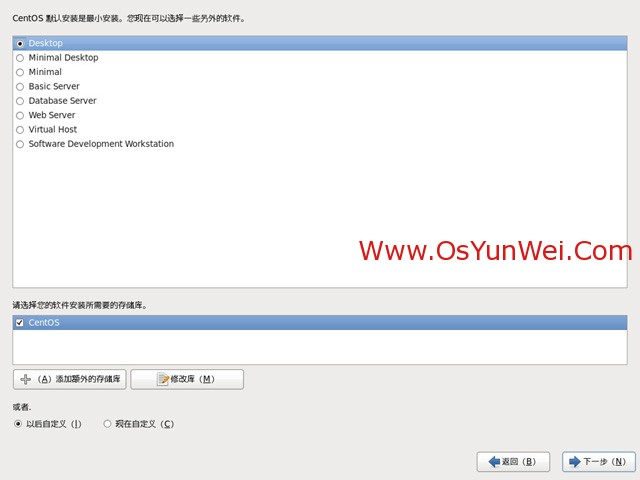 CentOS 默认安装是最小安装。您现在可以选择一些另外的软件。
Desktop
Minimal Desktop
Minimal
Basic Server
Database Server
Web Server
Virtual Host
Software Development Workstation
Www.OsYunWei.Com
请选择您的软件安装所需要的存储库。
CentOS
(A) 添加额外的存储库 修改库 (M)
或者.
以后自定义 (I) 现在自定义 (C)
返回 (B) 下一步 (N)